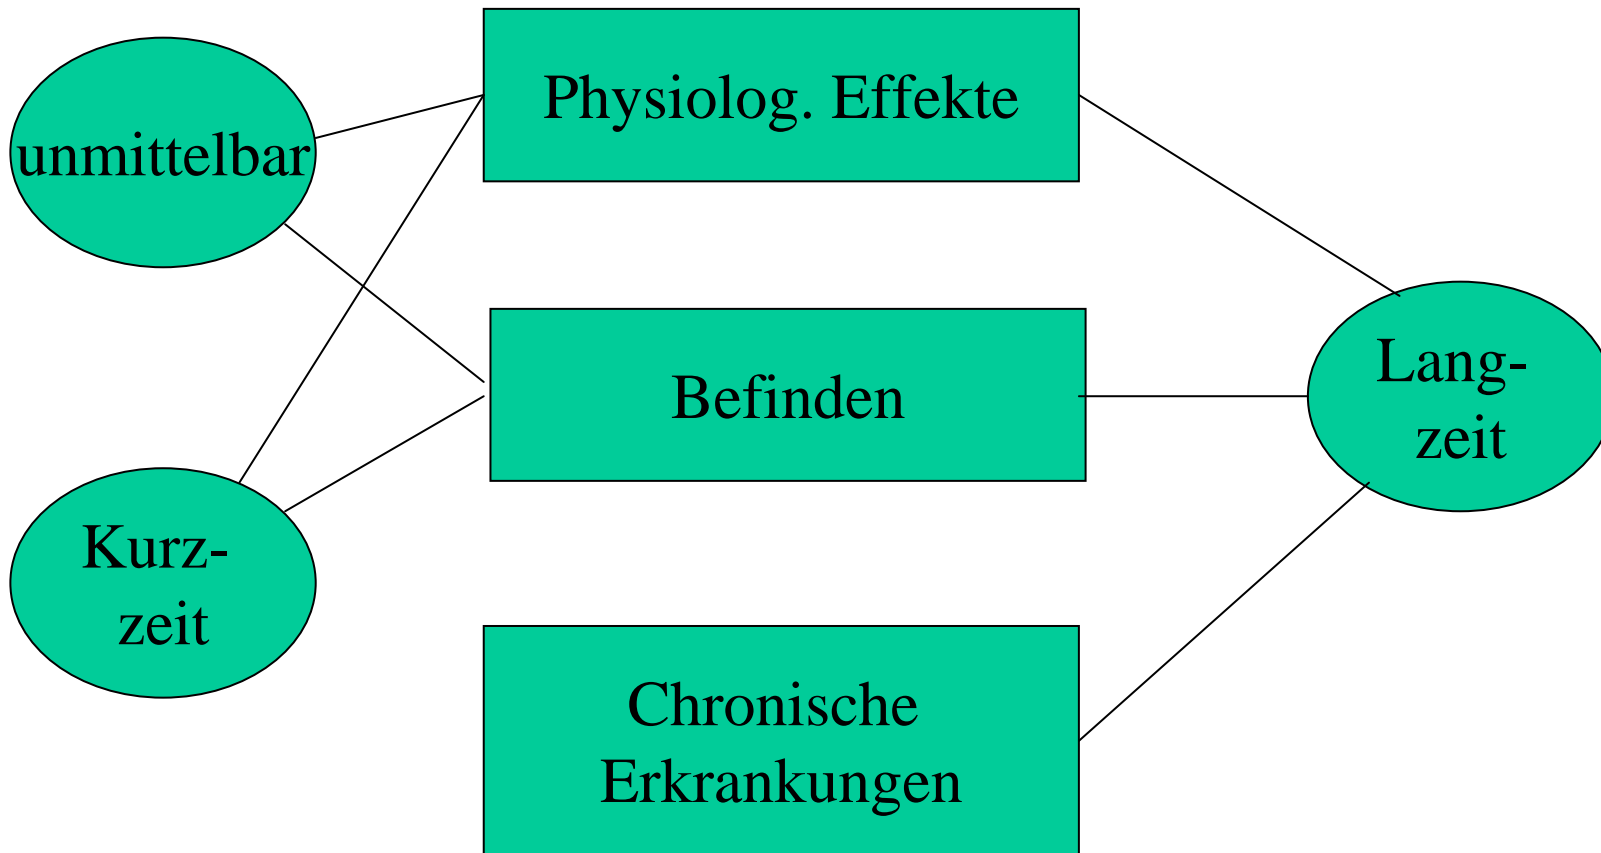 Physiolog. Effekte
unmittelbar
Befinden
Lang-
zeit
Kurz-
zeit
Chronische
Erkrankungen